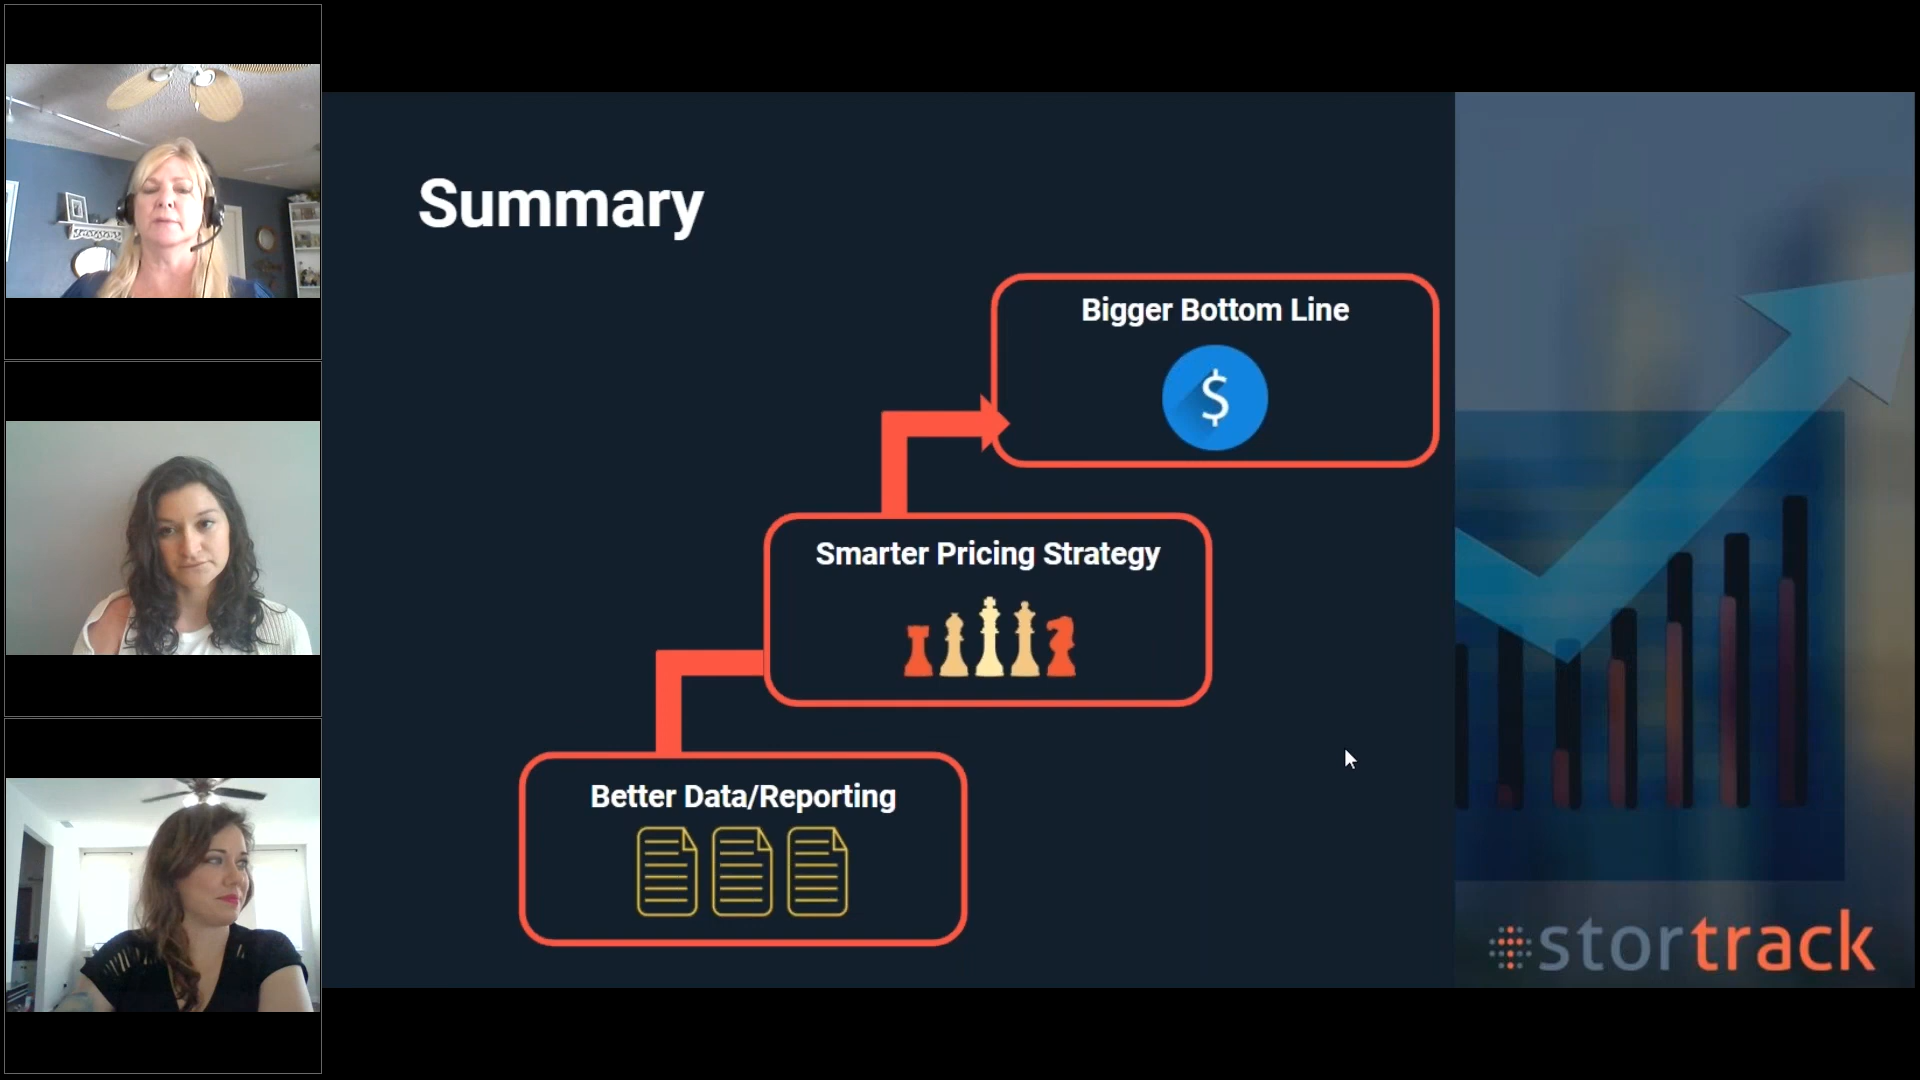 Summary
Bigger Bottom Line
$
Smarter Pricing Strategy
Better Data/Reporting
stortrack